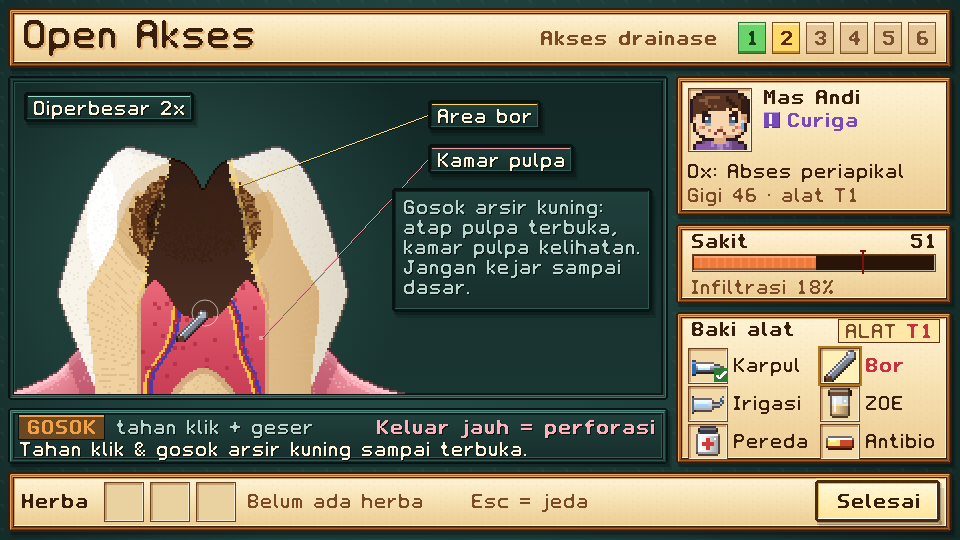 Open Akses
Akses drainase 1 2 3 4 5 6
Diperbesar 2x
Area bor
Kamar pulpa
Gosok arsir kuning:
atap pulpa terbuka,
kamar pulpa kelihatan.
Jangan kejar sampai
dasar.
Mas Andi
! Curiga
Dx: Abses periapikal
Gigi 46 · alat T1
Sakit 51
Infiltrasi 18%
Baki alat ALAT T1
Karpul Bor
Irigasi ZOE
Pereda Antibio
GOSOK tahan klik + geser Keluar jauh = perforasi
Tahan klik & gosok arsir kuning sampai terbuka.
Herba Belum ada herba Esc = jeda Selesai